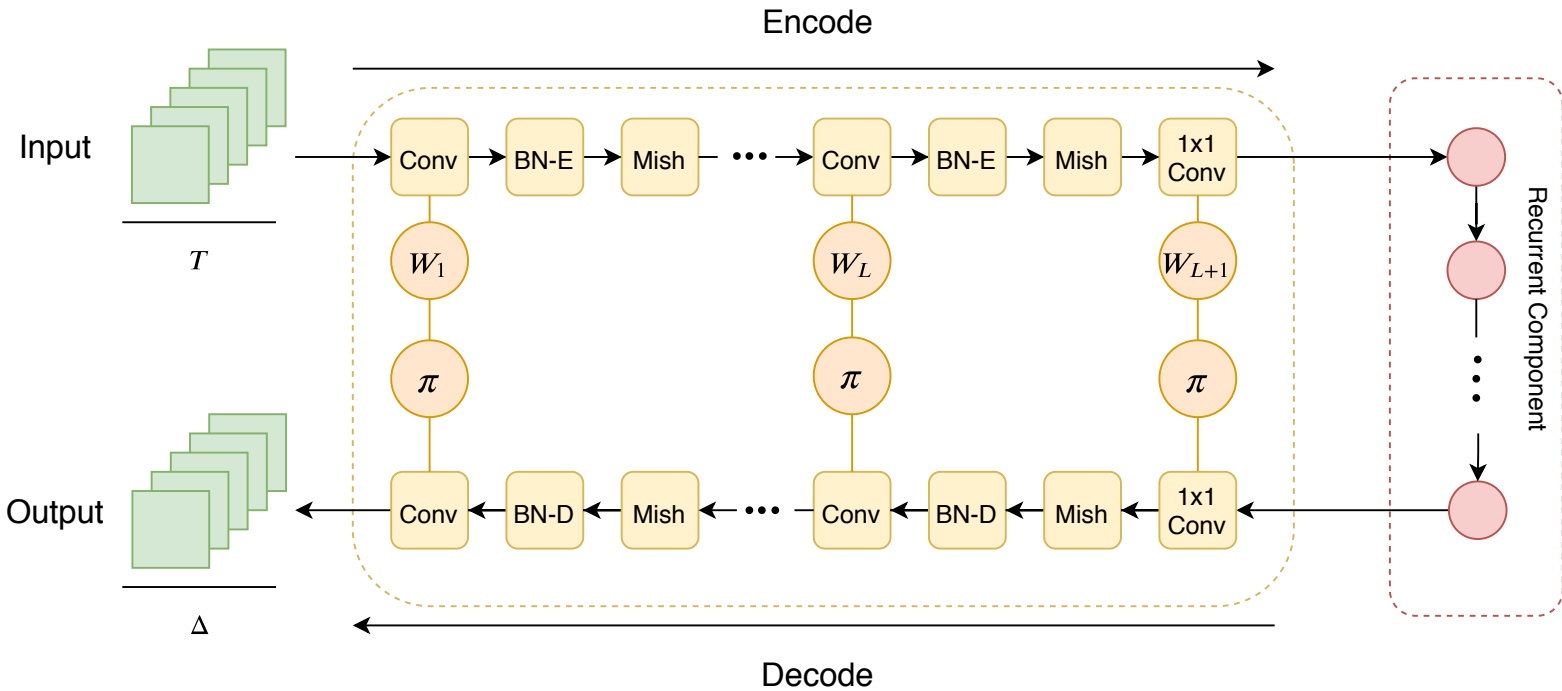 Encode
Input
Conv
BN-E
Mish
•••
Conv
BN-E
Mish
1x1
Conv
T
W1
WL
WL+1
π
π
π
Recurrent Component
Output
Conv
BN-D
Mish
•••
Conv
BN-D
Mish
1x1
Conv
Δ
Decode